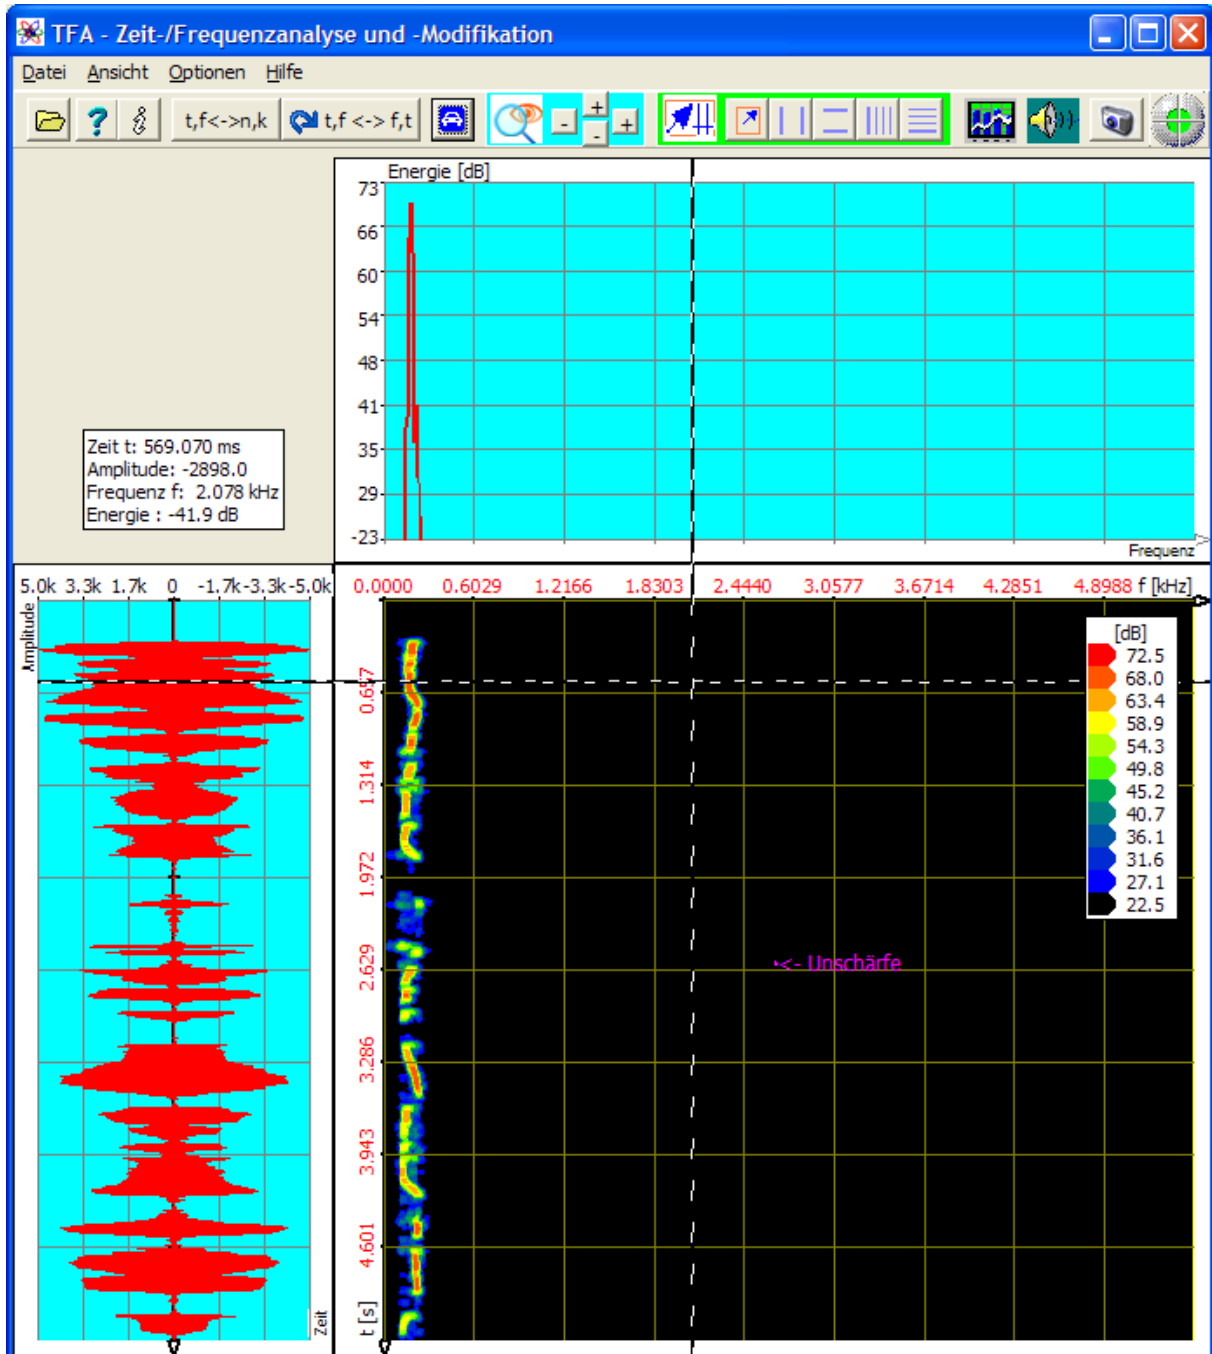 TFA - Zeit-/Frequenzanalyse und -Modifikation
Datei Ansicht Optionen Hilfe
? i t,f<->n,k t,f <-> f,t - + - +
Energie [dB]
73
66
60
54
48
41
35
29
-23
Frequenz
Zeit t: 569.070 ms
Amplitude: -2898.0
Frequenz f: 2.078 kHz
Energie : -41.9 dB
5.0k 3.3k 1.7k 0 -1.7k -3.3k -5.0k
Amplitude
Zeit
0.0000 0.6029 1.2166 1.8303 2.4440 3.0577 3.6714 4.2851 4.8988 f [kHz]
0.657
1.314
1.972
2.629
3.286
3.943
4.601
t [s]
[dB]
72.5
68.0
63.4
58.9
54.3
49.8
45.2
40.7
36.1
31.6
27.1
22.5
<- Unschärfe